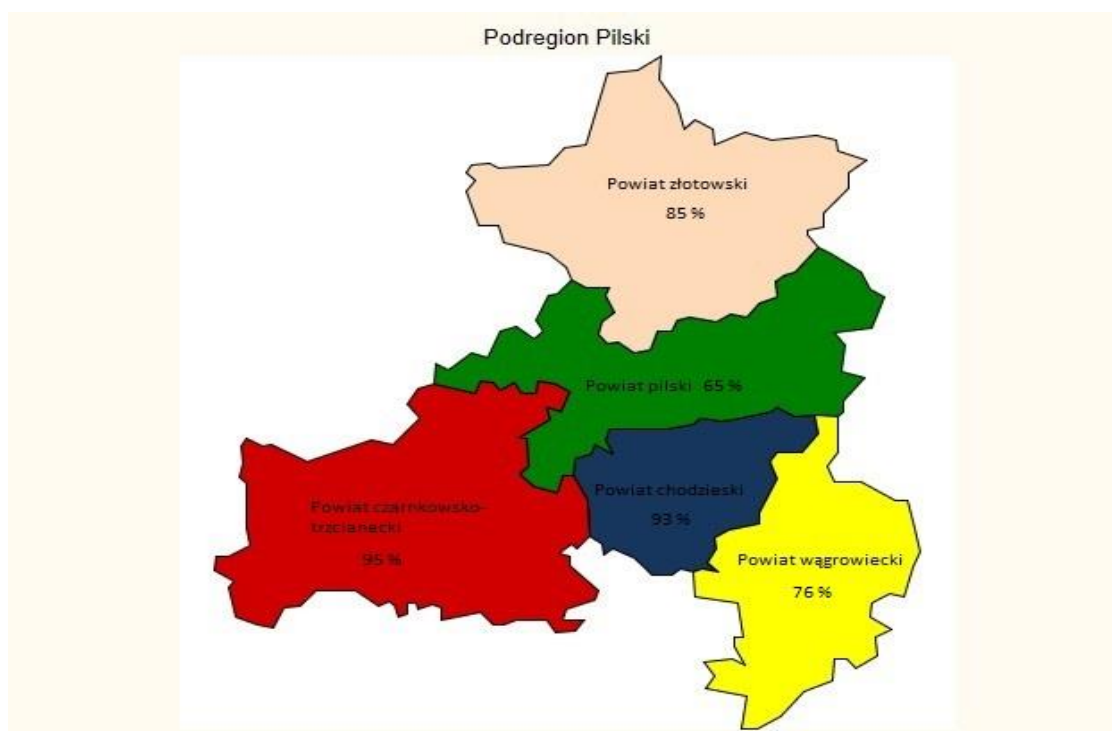 Podregion Pilski
Powiat złotowski
85 %
Powiat pilski 65 %
Powiat chodzieski
93 %
Powiat czarnkowsko-
trzcianecki
95 %
Powiat wągrowiecki
76 %